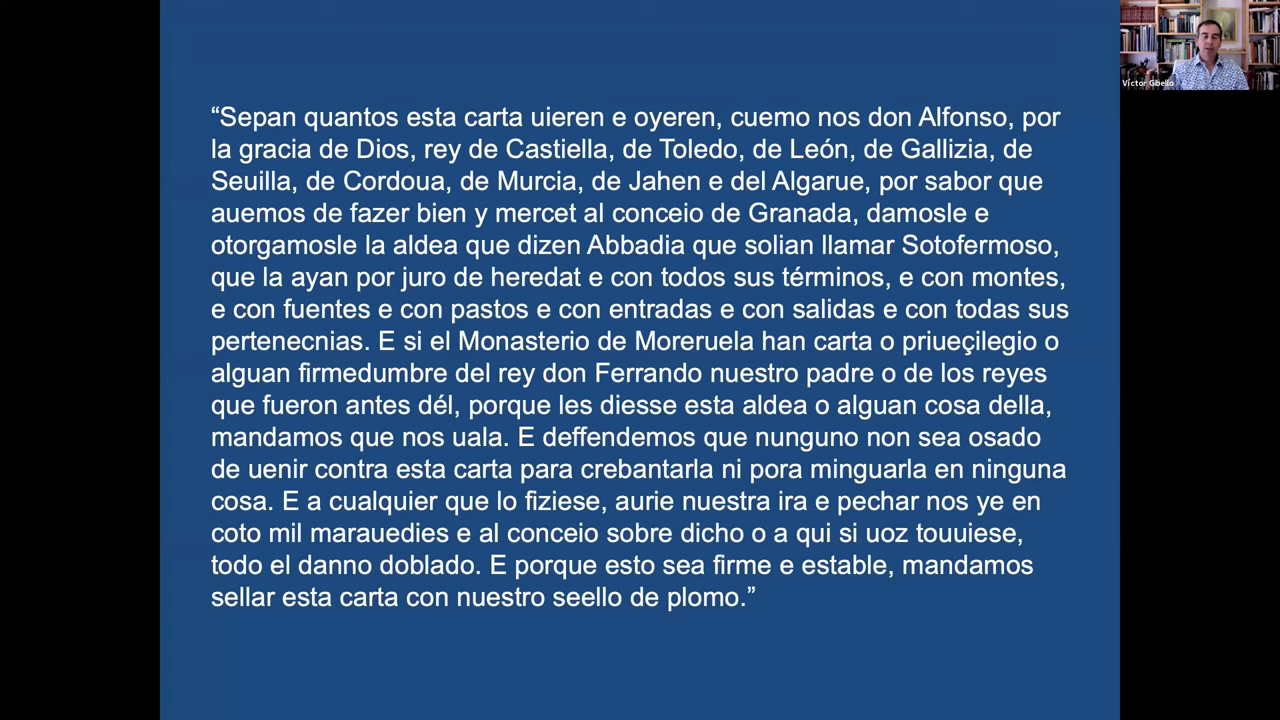 “Sepan quantos esta carta uieren e oyeren, cuemo nos don Alfonso, por
la gracia de Dios, rey de Castiella, de Toledo, de León, de Gallizia, de
Seuilla, de Cordoua, de Murcia, de Jahen e del Algarue, por sabor que
auemos de fazer bien y mercet al conceio de Granada, damosle e
otorgamosle la aldea que dizen Abbadia que solian llamar Sotofermoso,
que la ayan por juro de heredat e con todos sus términos, e con montes,
e con fuentes e con pastos e con entradas e con salidas e con todas sus
pertenecnias. E si el Monasterio de Moreruela han carta o priueçilegio o
alguan firmedumbre del rey don Ferrando nuestro padre o de los reyes
que fueron antes dél, porque les diesse esta aldea o alguan cosa della,
mandamos que nos uala. E deffendemos que nunguno non sea osado
de uenir contra esta carta para crebantarla ni pora minguarla en ninguna
cosa. E a cualquier que lo fiziese, aurie nuestra ira e pechar nos ye en
coto mil marauedies e al conceio sobre dicho o a qui si uoz touuiese,
todo el danno doblado. E porque esto sea firme e estable, mandamos
sellar esta carta con nuestro seello de plomo.”
Víctor Gibello